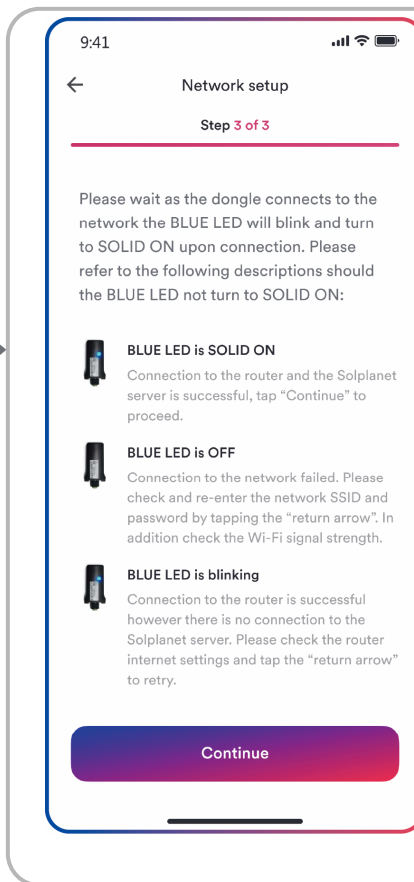 9:41
Network setup
Step 3 of 3
Please wait as the dongle connects to the
network the BLUE LED will blink and turn
to SOLID ON upon connection. Please
refer to the following descriptions should
the BLUE LED not turn to SOLID ON:
BLUE LED is SOLID ON
Connection to the router and the Solplanet
server is successful, tap “Continue” to
proceed.
BLUE LED is OFF
Connection to the network failed. Please
check and re-enter the network SSID and
password by tapping the “return arrow”. In
addition check the Wi-Fi signal strength.
BLUE LED is blinking
Connection to the router is successful
however there is no connection to the
Solplanet server. Please check the router
internet settings and tap the “return arrow”
to retry.
Continue